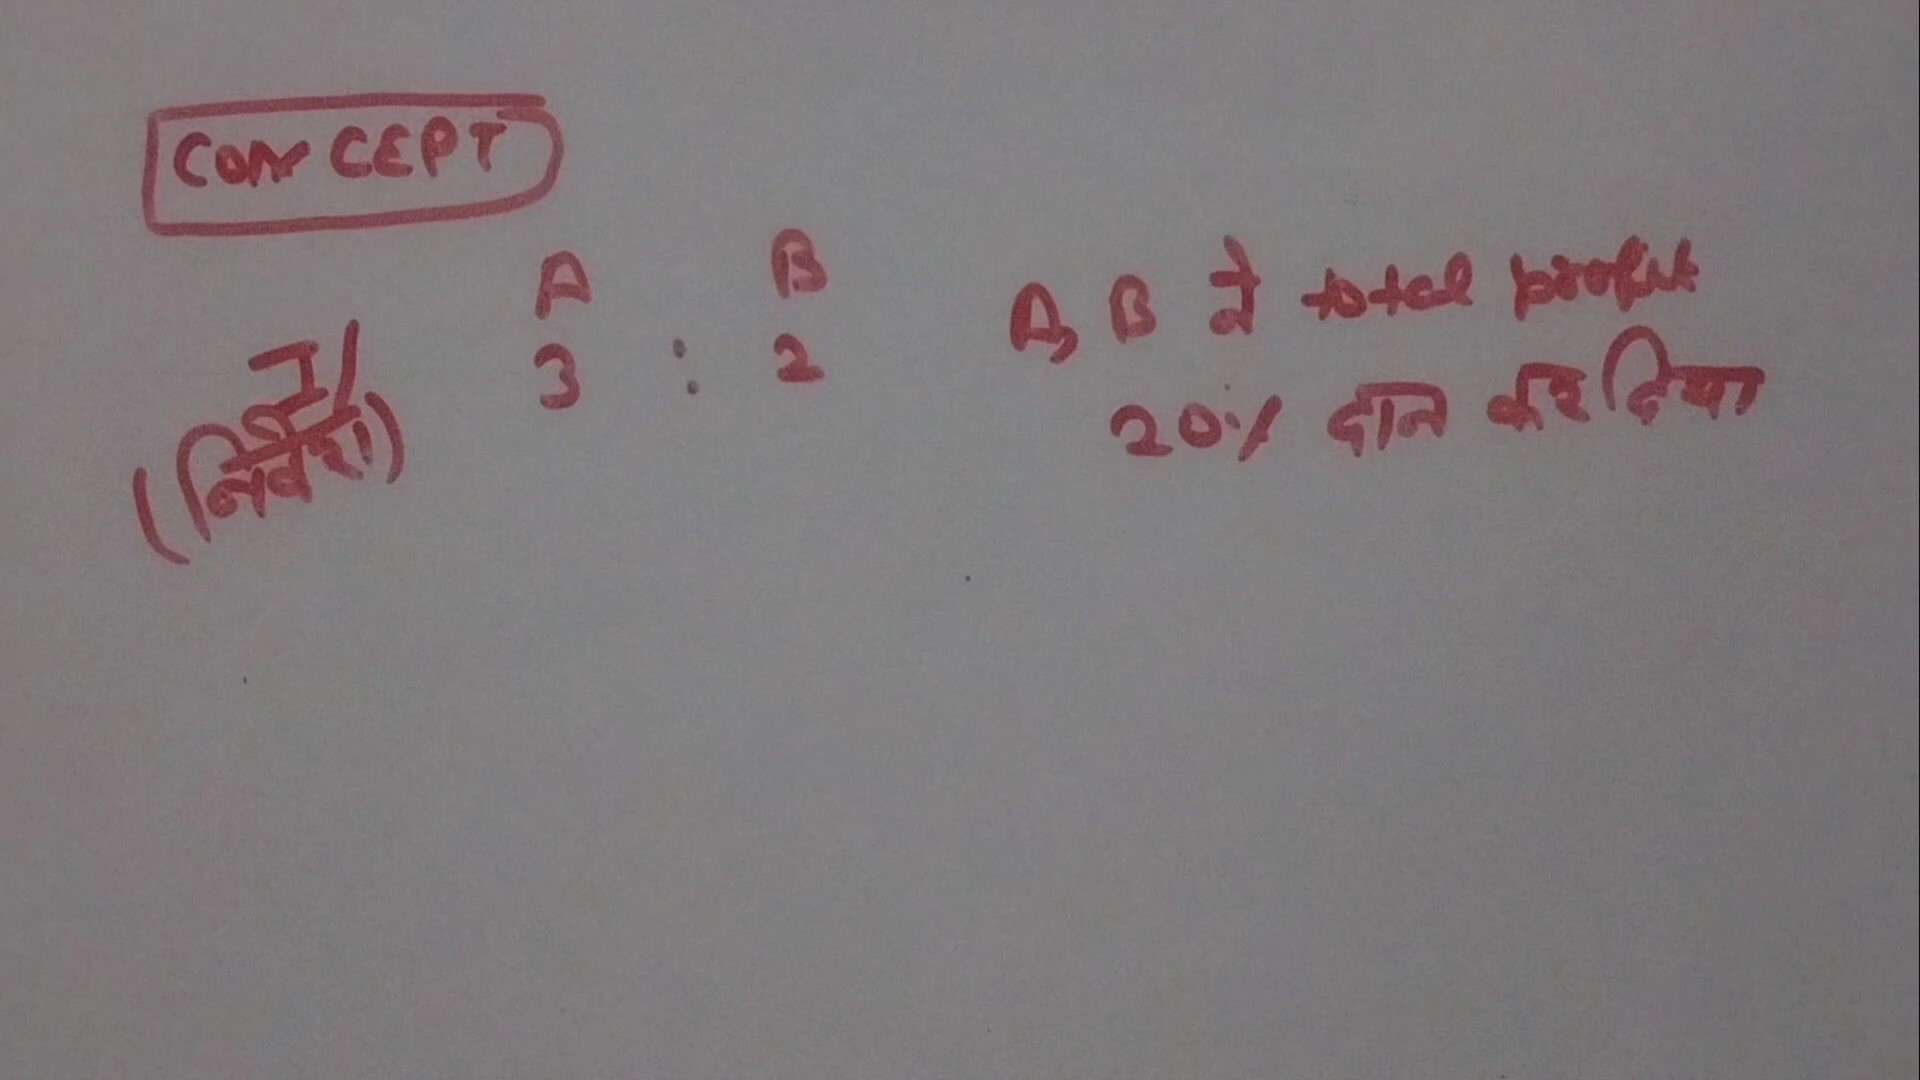 CONCEPT
A B
I/ 3 : 2
(निवेश)
A, B ने total profit
20% दान कर दिया